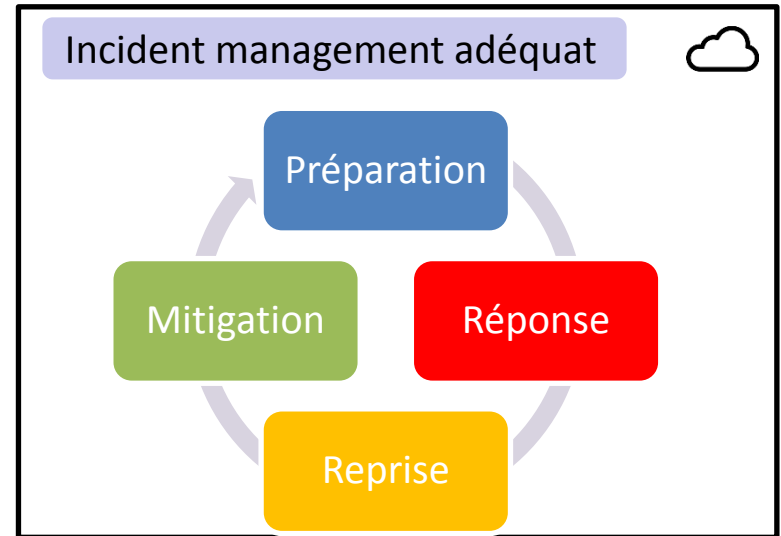 Incident management adéquat
Préparation
Réponse
Reprise
Mitigation